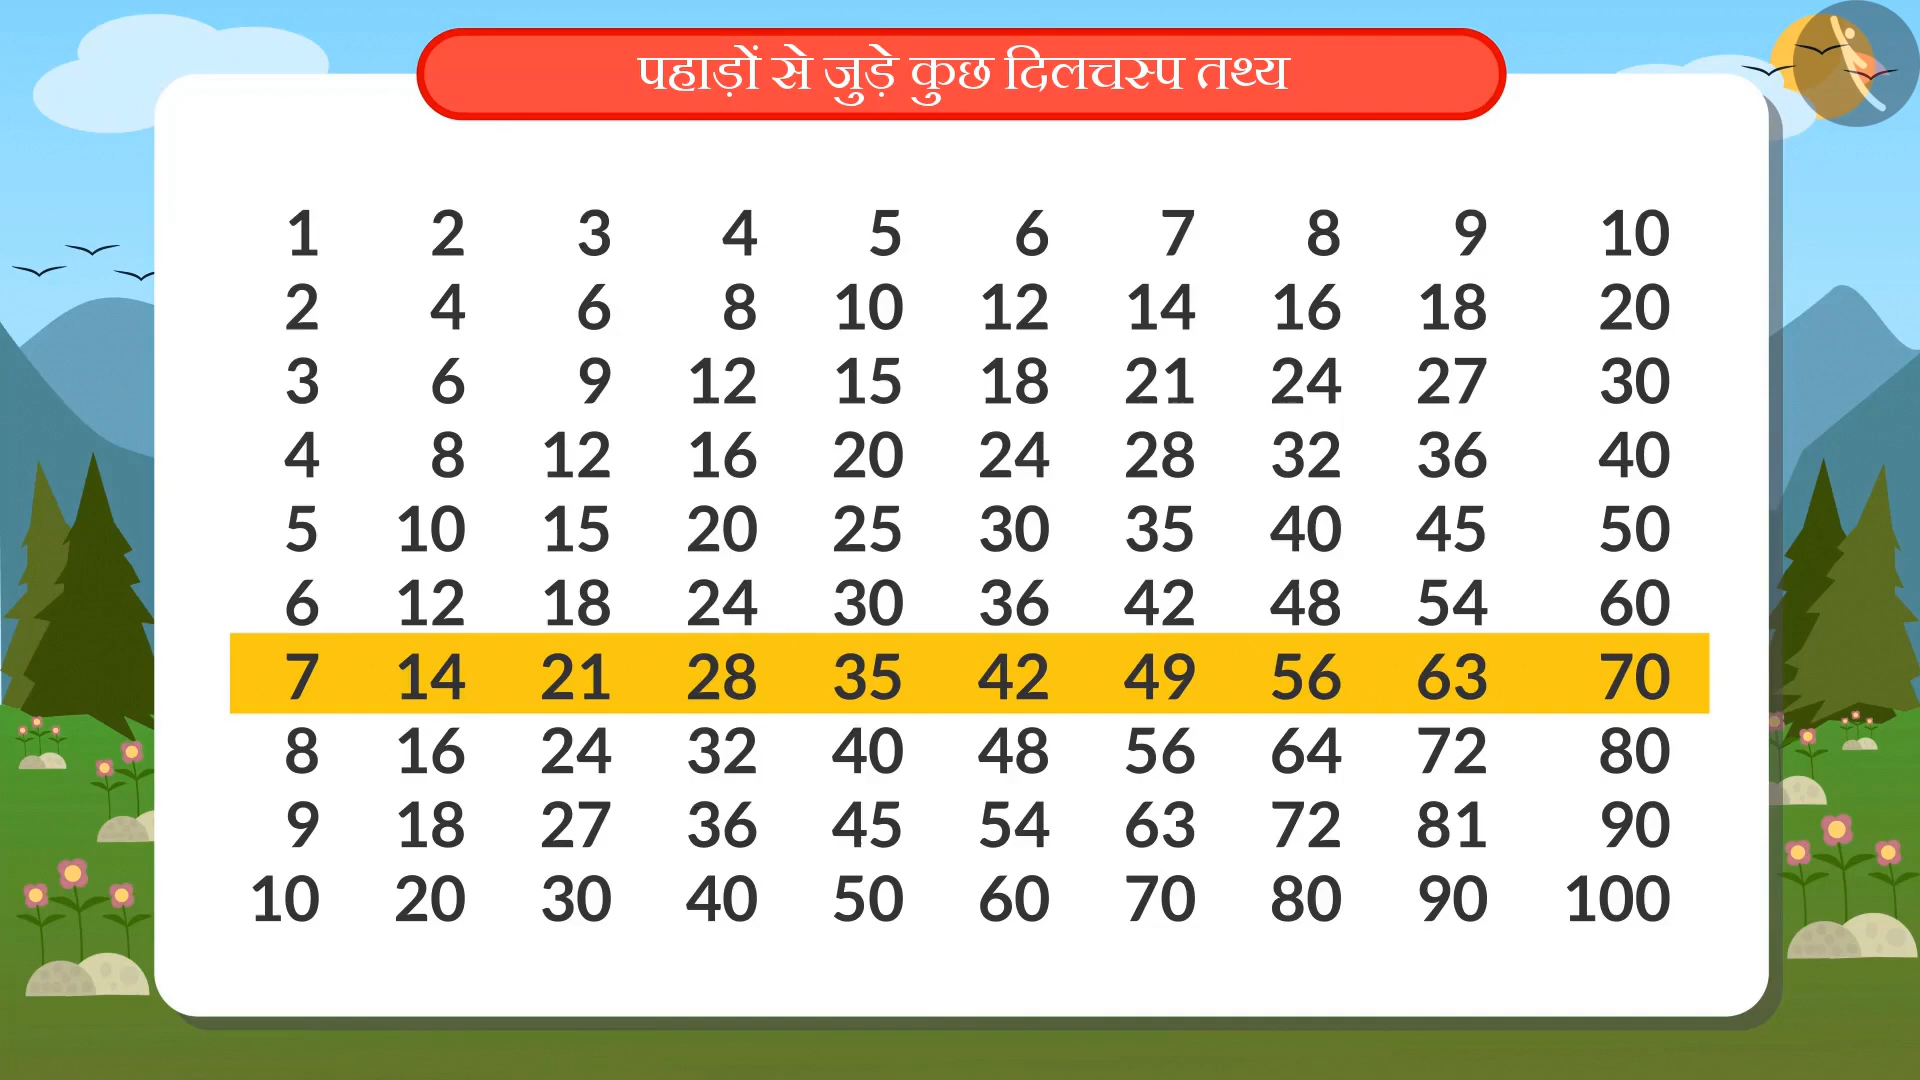 पहाड़ों से जुड़े कुछ दिलचस्प तथ्य
1 2 3 4 5 6 7 8 9 10
2 4 6 8 10 12 14 16 18 20
3 6 9 12 15 18 21 24 27 30
4 8 12 16 20 24 28 32 36 40
5 10 15 20 25 30 35 40 45 50
6 12 18 24 30 36 42 48 54 60
7 14 21 28 35 42 49 56 63 70
8 16 24 32 40 48 56 64 72 80
9 18 27 36 45 54 63 72 81 90
10 20 30 40 50 60 70 80 90 100